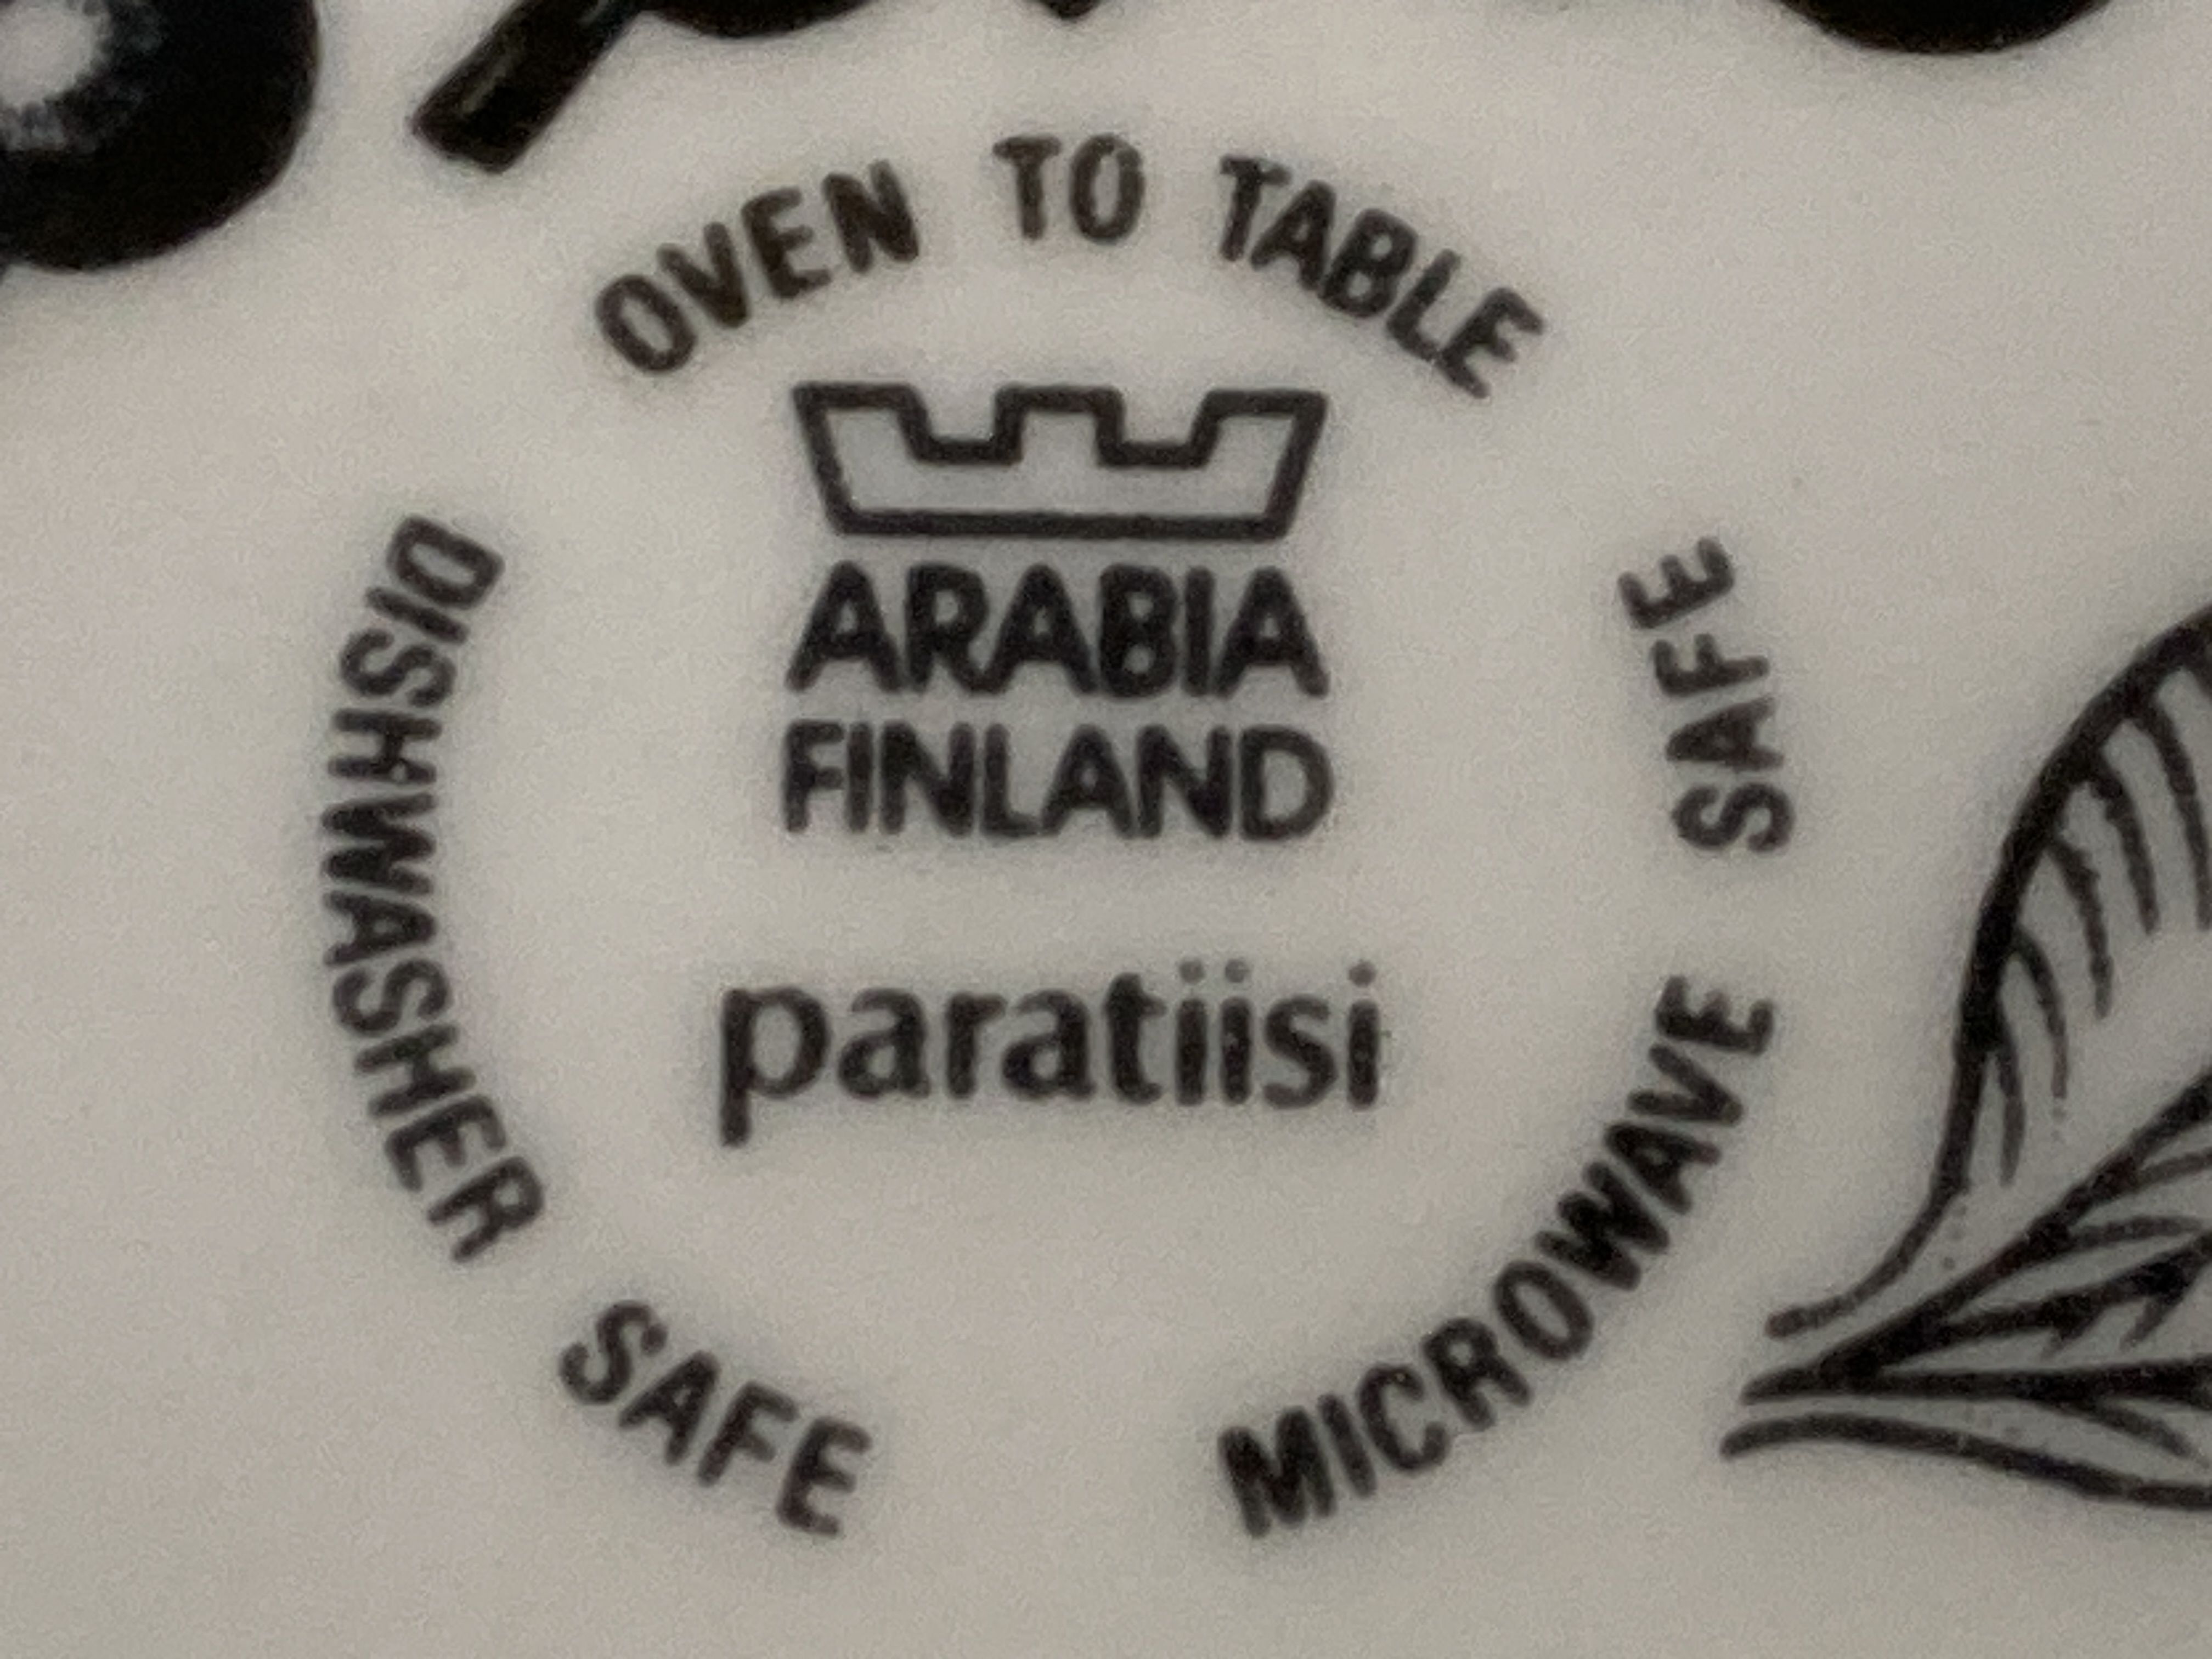 OVEN TO TABLE
ARABIA
FINLAND
paratiisi
DISHWASHER SAFE
MICROWAVE SAFE